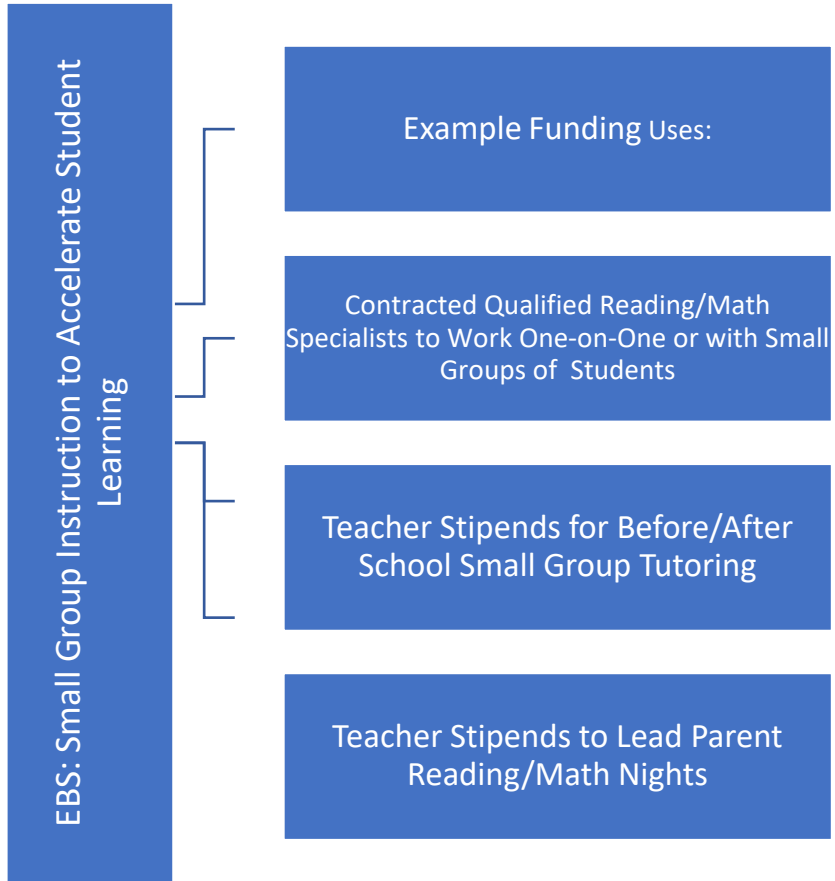 EBS: Small Group Instruction to Accelerate Student
Learning
Example Funding Uses:
Contracted Qualified Reading/Math
Specialists to Work One-on-One or with Small
Groups of  Students
Teacher Stipends for Before/After
School Small Group Tutoring
Teacher Stipends to Lead Parent
Reading/Math Nights